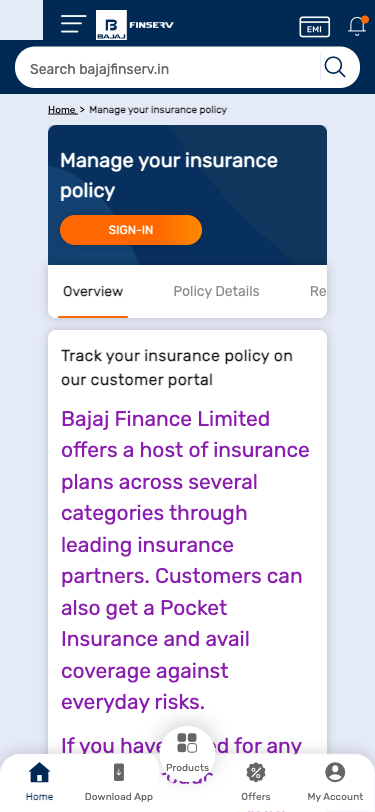 BAJAJ FINSERV EMI
Search bajajfinserv.in
Home > Manage your insurance policy
Manage your insurance
policy
SIGN-IN
Overview Policy Details Re
Track your insurance policy on
our customer portal
Bajaj Finance Limited
offers a host of insurance
plans across several
categories through
leading insurance
partners. Customers can
also get a Pocket
Insurance and avail
coverage against
everyday risks.
If you have for any
Products
Home Download App Offers My Account